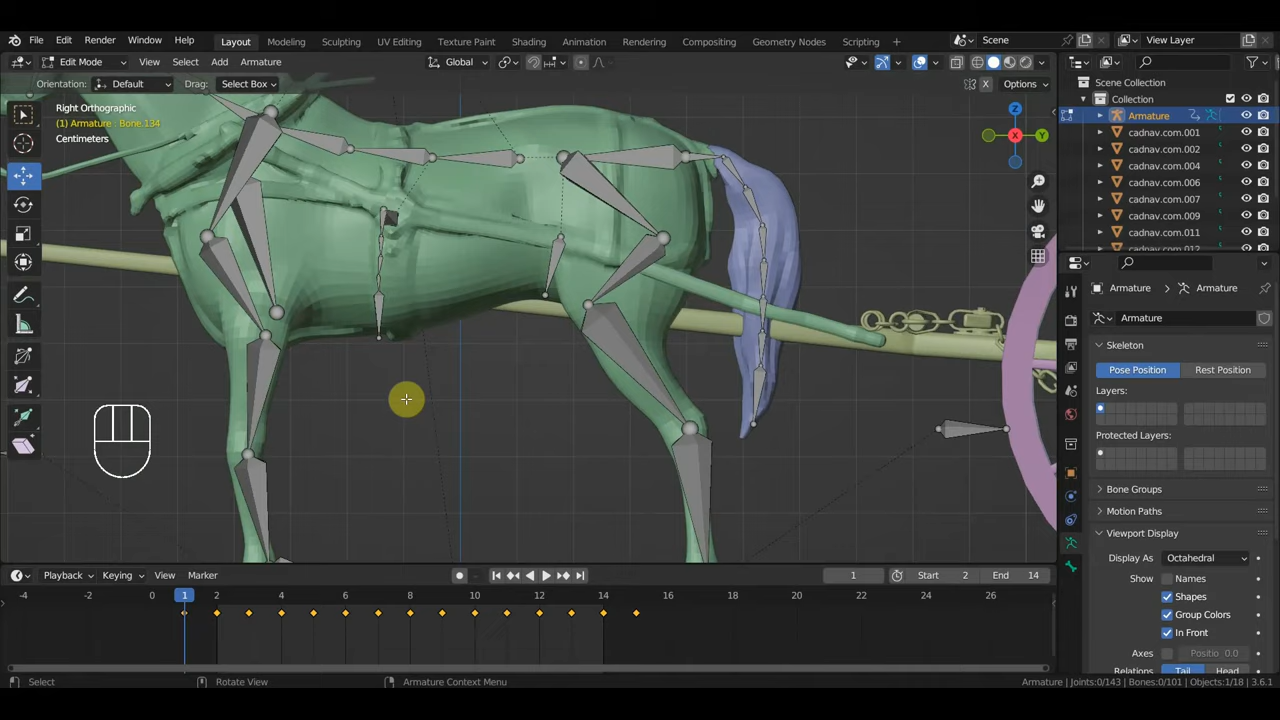 File Edit Render Window Help Layout Modeling Sculpting UV Editing Texture Paint Shading Animation Rendering Compositing Geometry Nodes Scripting + Scene View Layer
Edit Mode View Select Add Armature Global
Orientation: Default Drag: Select Box X Options
Right Orthographic
(1) Armature : Bone.134
Centimeters
Z
Y
X
Scene Collection
Collection
Armature
cadnav.com.001
cadnav.com.002
cadnav.com.004
cadnav.com.006
cadnav.com.007
cadnav.com.009
cadnav.com.011
cadnav.com.012
Armature Armature
Armature
Skeleton
Pose Position Rest Position
Layers:
Protected Layers:
Bone Groups
Motion Paths
Viewport Display
Display As Octahedral
Show Names
Shapes
Group Colors
In Front
Axes Positio 0.0
Relations Tail Head
Playback Keying View Marker 1 Start 2 End 14
-4 -2 0 1 2 4 6 8 10 12 14 16 18 20 22 24 26
Select Rotate View Armature Context Menu Armature | Joints:0/143 | Bones:0/101 | Objects:1/18 | 3.6.1